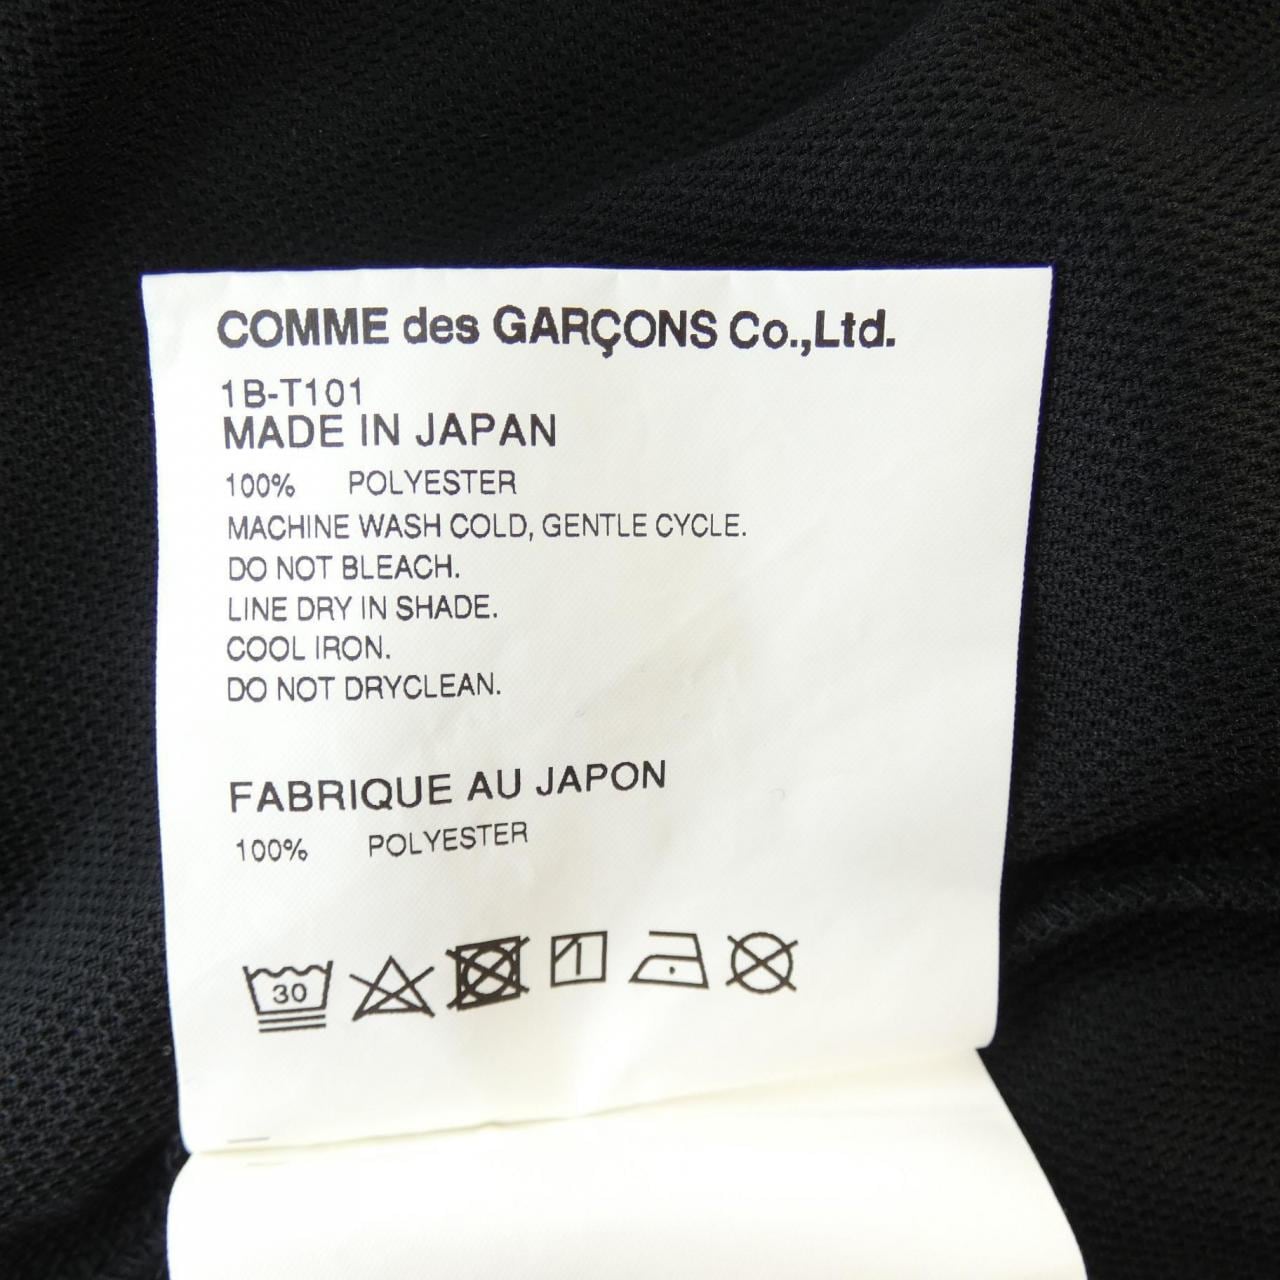 COMME des GARÇONS Co.,Ltd.
1B-T101
MADE IN JAPAN
100% POLYESTER
MACHINE WASH COLD, GENTLE CYCLE.
DO NOT BLEACH.
LINE DRY IN SHADE.
COOL IRON.
DO NOT DRYCLEAN.
FABRIQUE AU JAPON
100% POLYESTER
30